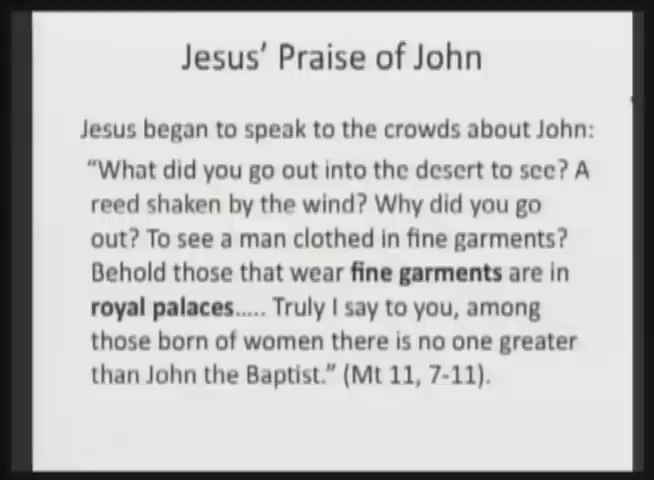 Jesus' Praise of John
Jesus began to speak to the crowds about John:
"What did you go out into the desert to see? A
reed shaken by the wind? Why did you go
out? To see a man clothed in fine garments?
Behold those that wear fine garments are in
royal palaces..... Truly I say to you, among
those born of women there is no one greater
than John the Baptist." (Mt 11, 7-11).